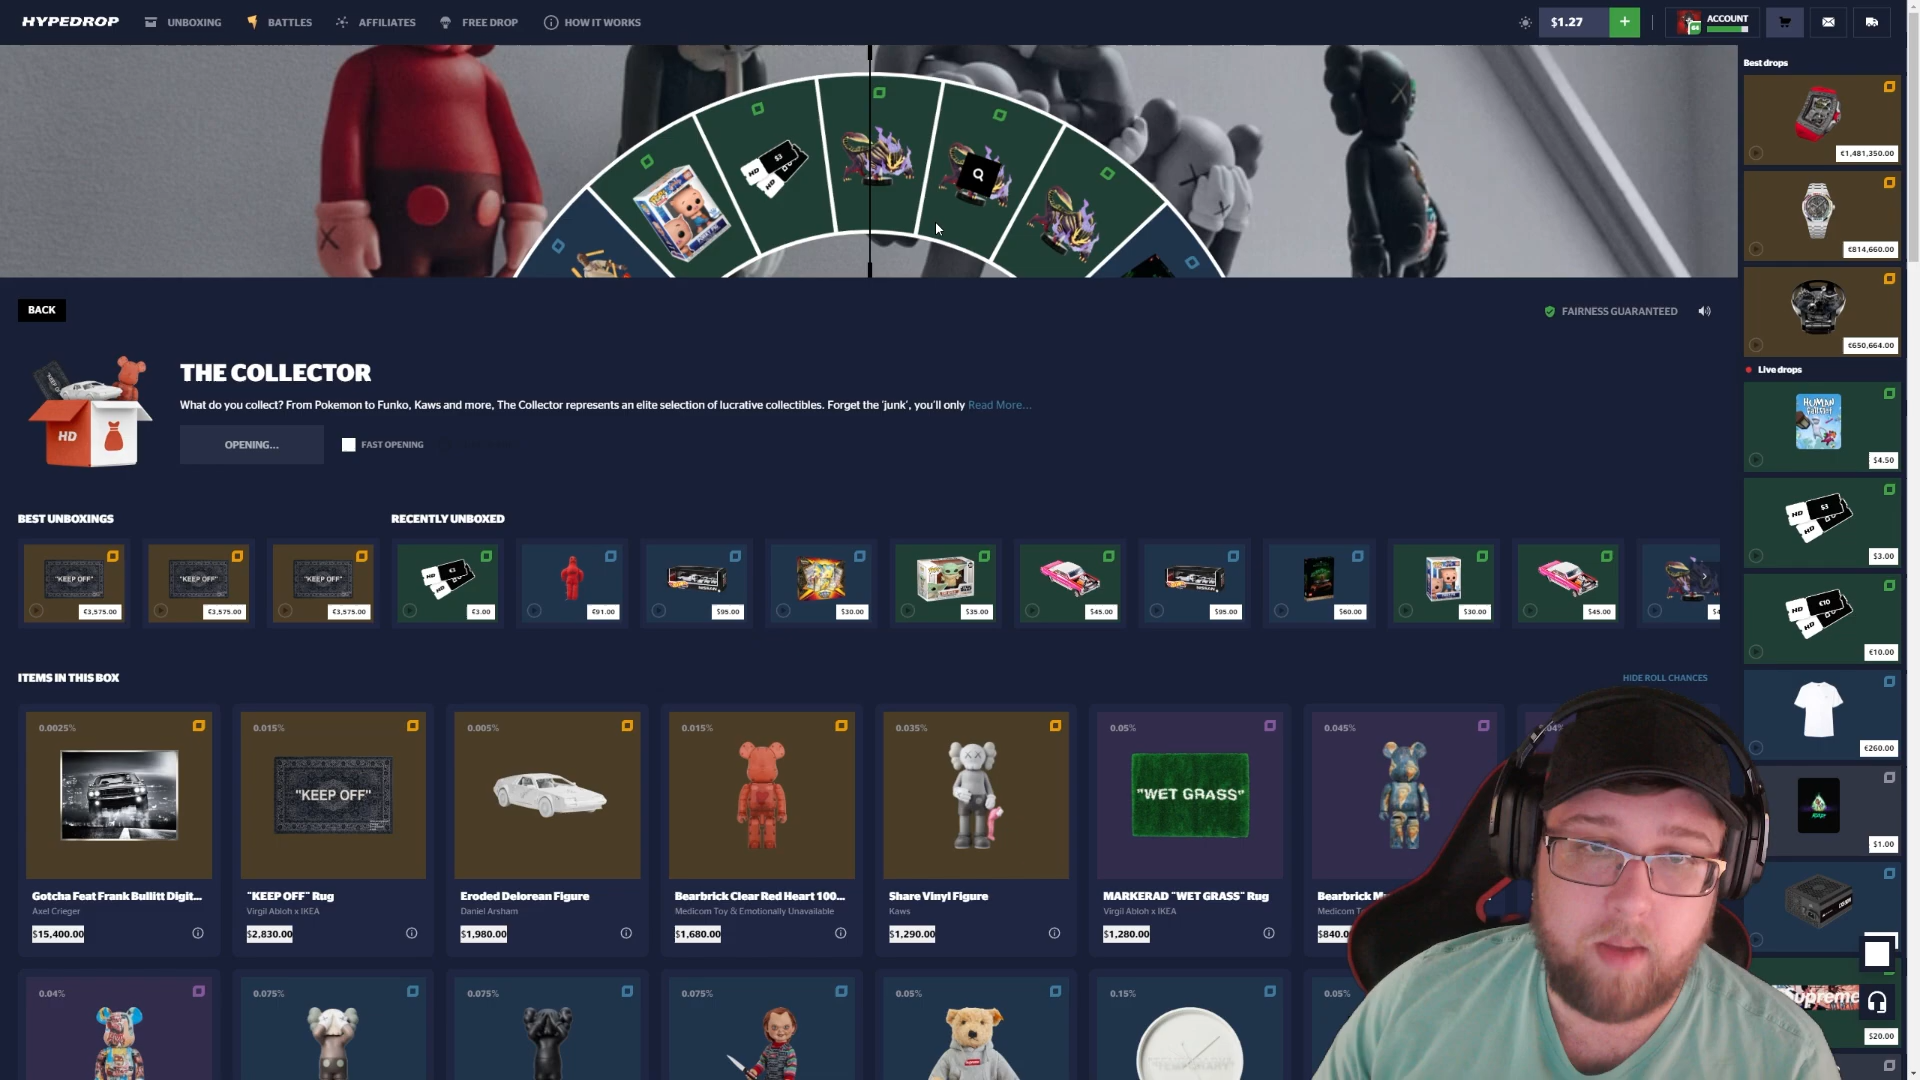 HYPEDROP
UNBOXING
BATTLES
AFFILIATES
FREE DROP
HOW IT WORKS
$1.27
+
ACCOUNT
Best drops
€1,481,350.00
€814,660.00
€650,664.00
Live drops
$4.50
$3.00
€10.00
€260.00
$1.00
$20.00
BACK
FAIRNESS GUARANTEED
THE COLLECTOR
What do you collect? From Pokemon to Funko, Kaws and more, The Collector represents an elite selection of lucrative collectibles. Forget the 'junk', you'll only Read More...
OPENING...
FAST OPENING
BEST UNBOXINGS
RECENTLY UNBOXED
"KEEP OFF"
€3,575.00
"KEEP OFF"
€3,575.00
"KEEP OFF"
€3,575.00
€3.00
€91.00
$95.00
$30.00
$35.00
$45.00
$95.00
$60.00
$30.00
$45.00
ITEMS IN THIS BOX
HIDE ROLL CHANCES
0.0025%
0.015%
0.005%
0.015%
0.035%
0.05%
0.045%
"KEEP OFF"
"WET GRASS"
Gotcha Feat Frank Bullitt Digit...
"KEEP OFF" Rug
Eroded Delorean Figure
Bearbrick Clear Red Heart 100...
Share Vinyl Figure
MARKERAD "WET GRASS" Rug
Bearbrick
Axel Crieger
Virgil Abloh x IKEA
Daniel Arsham
Medicom Toy & Emotionally Unavailable
Kaws
Virgil Abloh x IKEA
Medicom
$15,400.00
$2,830.00
$1,980.00
$1,680.00
$1,290.00
$1,280.00
0.04%
0.075%
0.075%
0.075%
0.05%
0.15%
0.05%
HD